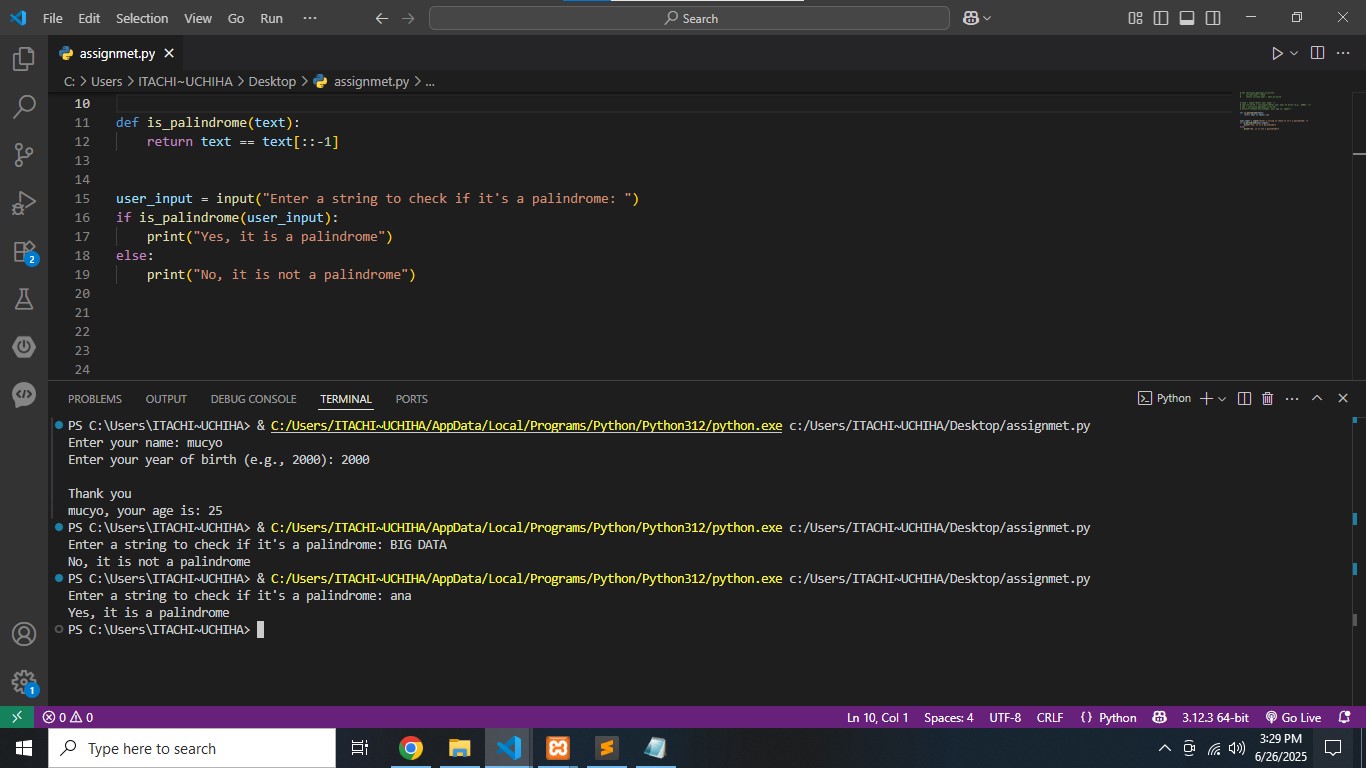 File Edit Selection View Go Run ··· Search
assignmet.py
C: > Users > ITACHI~UCHIHA > Desktop > assignmet.py > ...
10
11 def is_palindrome(text):
12     return text == text[::-1]
13
14
15 user_input = input("Enter a string to check if it's a palindrome: ")
16 if is_palindrome(user_input):
17     print("Yes, it is a palindrome")
18 else:
19     print("No, it is not a palindrome")
20
21
22
23
24
2
PROBLEMS OUTPUT DEBUG CONSOLE TERMINAL PORTS Python
PS C:\Users\ITACHI~UCHIHA> & C:/Users/ITACHI~UCHIHA/AppData/Local/Programs/Python/Python312/python.exe c:/Users/ITACHI~UCHIHA/Desktop/assignmet.py
Enter your name: mucyo
Enter your year of birth (e.g., 2000): 2000
Thank you
mucyo, your age is: 25
PS C:\Users\ITACHI~UCHIHA> & C:/Users/ITACHI~UCHIHA/AppData/Local/Programs/Python/Python312/python.exe c:/Users/ITACHI~UCHIHA/Desktop/assignmet.py
Enter a string to check if it's a palindrome: BIG DATA
No, it is not a palindrome
PS C:\Users\ITACHI~UCHIHA> & C:/Users/ITACHI~UCHIHA/AppData/Local/Programs/Python/Python312/python.exe c:/Users/ITACHI~UCHIHA/Desktop/assignmet.py
Enter a string to check if it's a palindrome: ana
Yes, it is a palindrome
PS C:\Users\ITACHI~UCHIHA>
1
0 0 Ln 10, Col 1 Spaces: 4 UTF-8 CRLF {} Python 3.12.3 64-bit Go Live
Type here to search
3:29 PM
6/26/2025